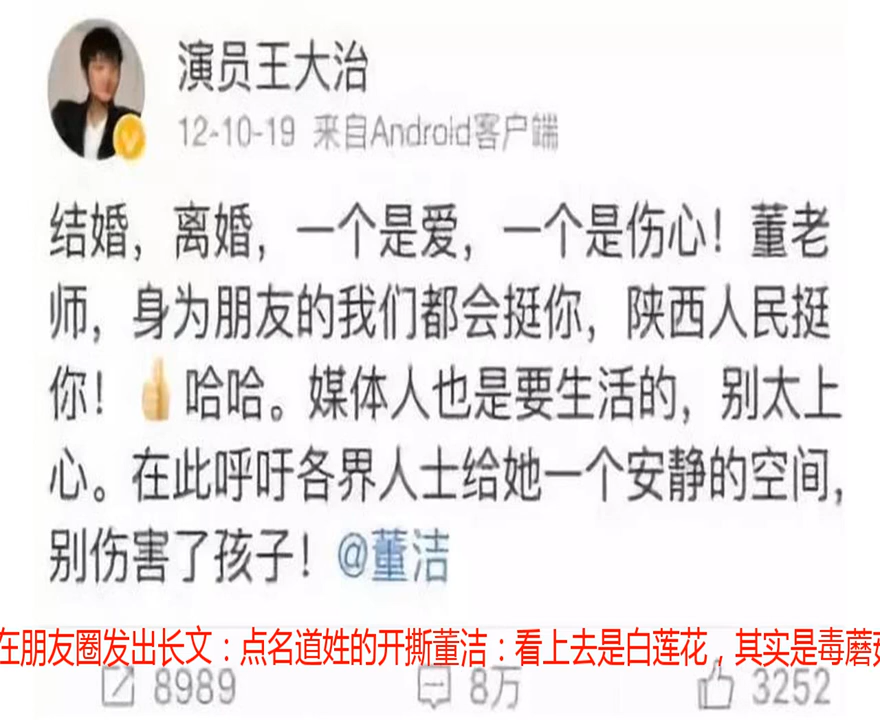 演员王大治
12-10-19 来自Android客户端
结婚，离婚，一个是爱，一个是伤心！董老
师，身为朋友的我们都会挺你，陕西人民挺
你！👍哈哈。媒体人也是要生活的，别太上
心。在此呼吁各界人士给她一个安静的空间，
别伤害了孩子！@董洁
在朋友圈发出长文：点名道姓的开撕董洁：看上去是白莲花，其实是毒蘑菇
8989 8万 3252